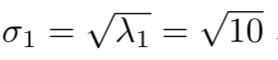 σ₁ = √λ₁ = √10